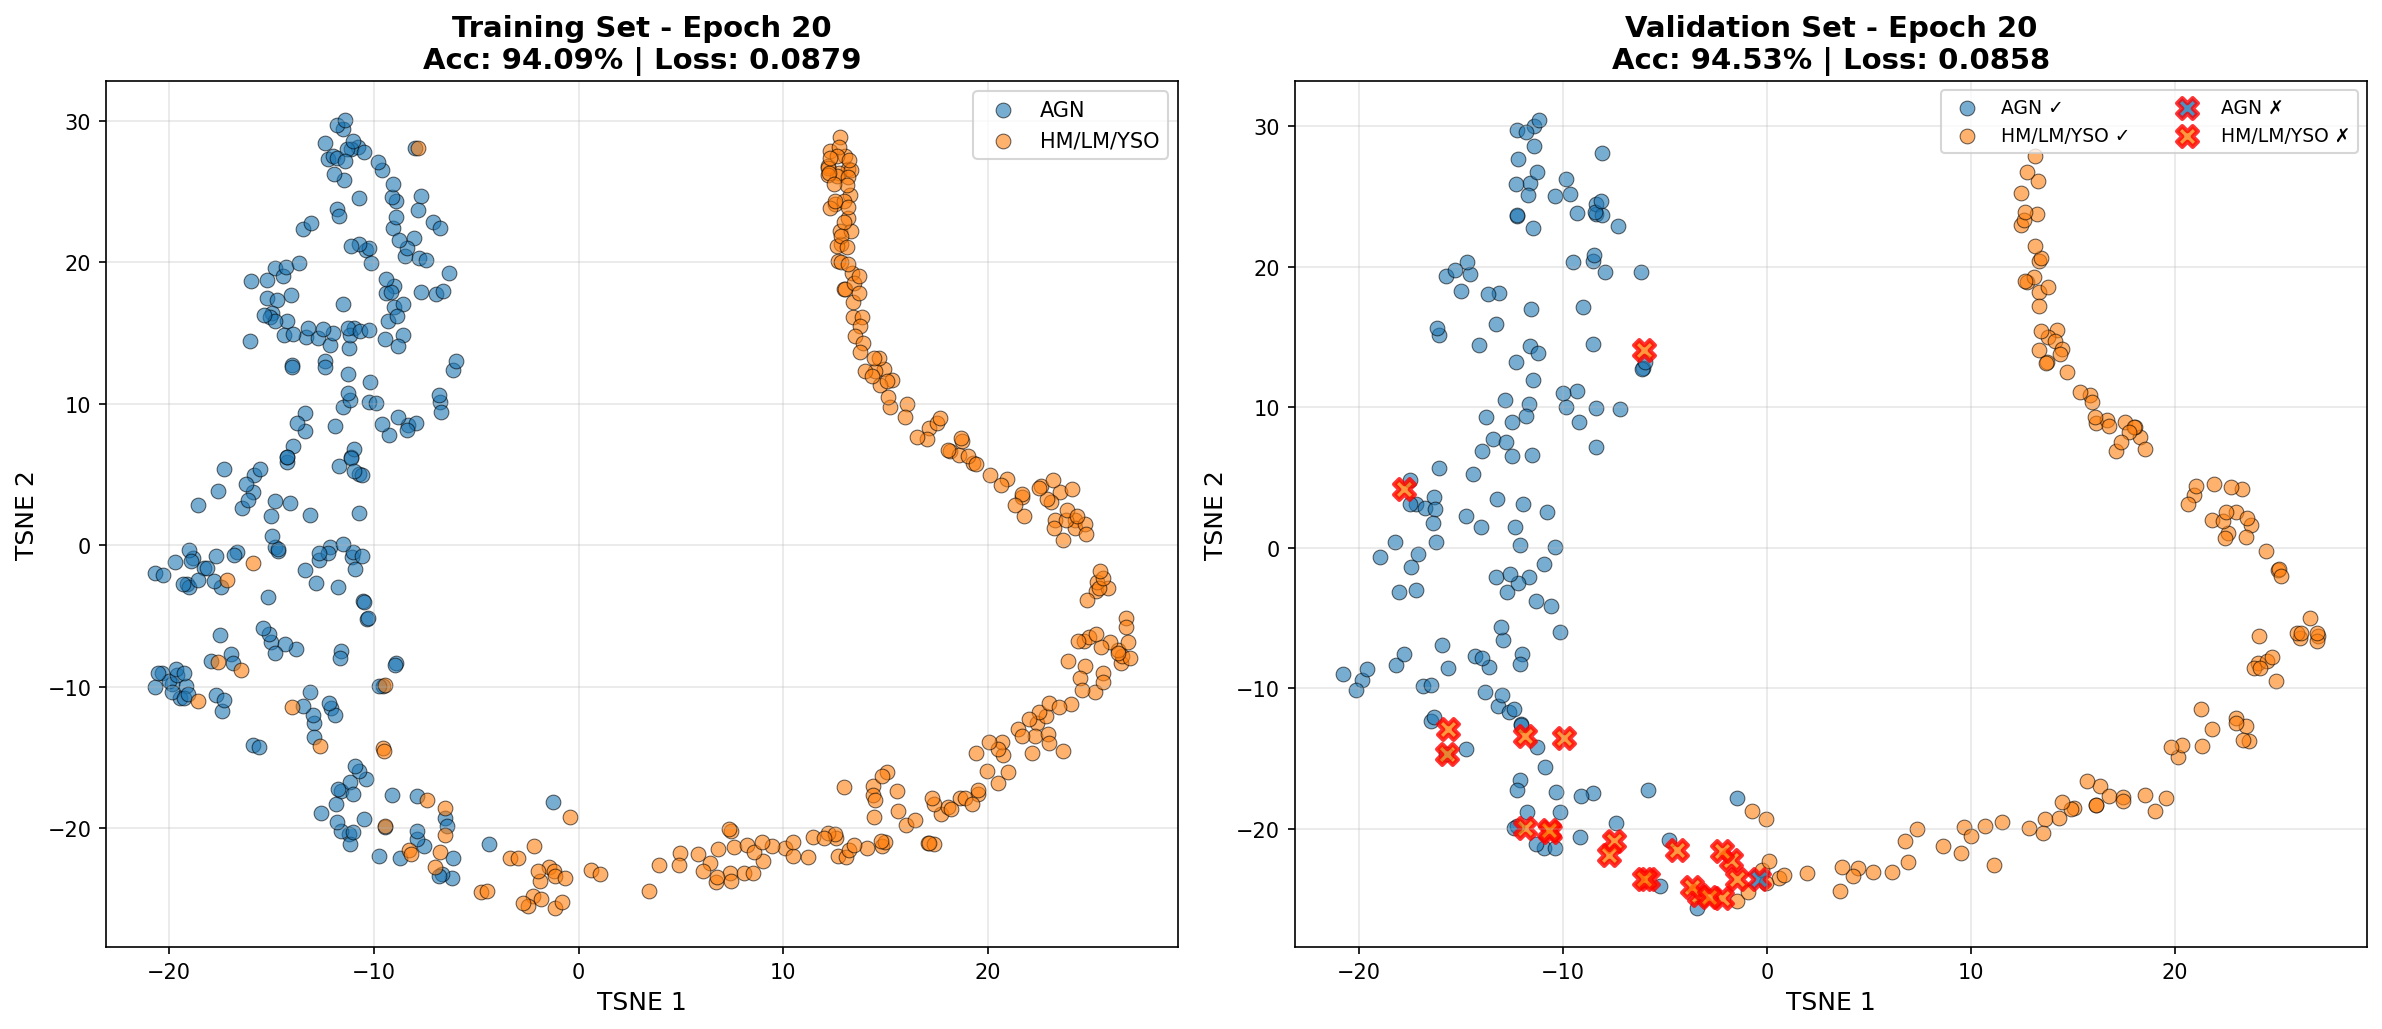 Training Set - Epoch 20
Acc: 94.09% | Loss: 0.0879
AGN
HM/LM/YSO
30
20
10
0
−10
−20
TSNE 2
−20
−10
0
10
20
TSNE 1
Validation Set - Epoch 20
Acc: 94.53% | Loss: 0.0858
AGN ✓
AGN ✗
HM/LM/YSO ✓
HM/LM/YSO ✗
30
20
10
0
−10
−20
TSNE 2
−20
−10
0
10
20
TSNE 1